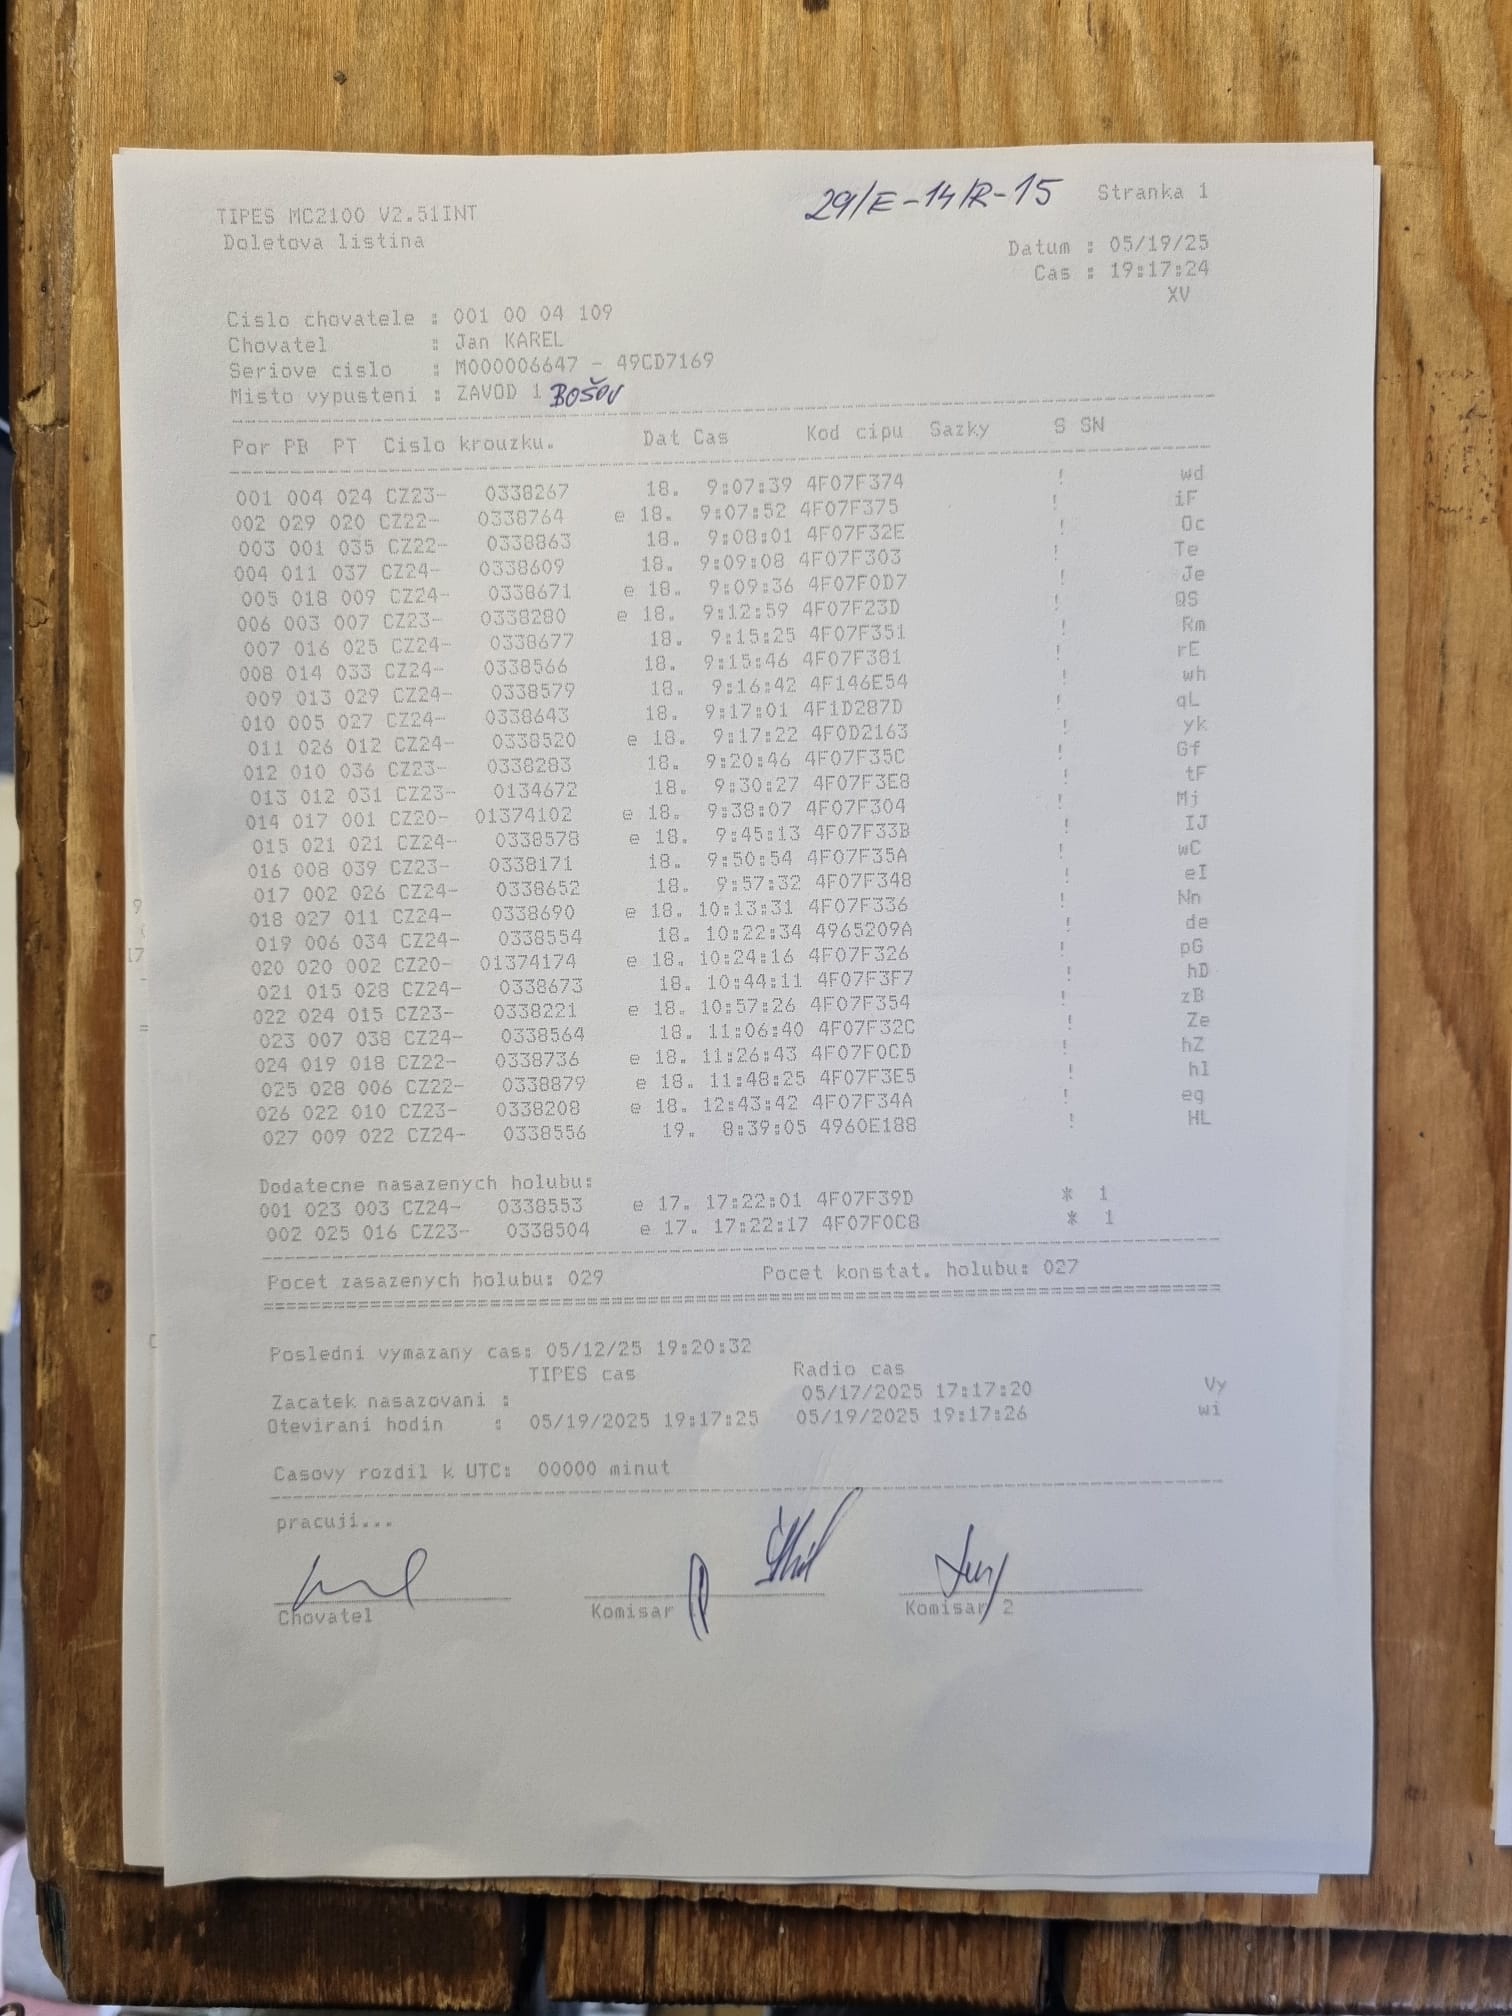 29/E-14/R-15 Stranka 1
TIPES MC2100 V2.51INT
Doletova listina
Datum : 05/19/25
Cas : 19:17:24
XV
Cislo chovatele : 001 00 04 109
Chovatel : Jan KAREL
Seriove cislo : M000006647 - 49CD7169
Misto vypusteni : ZAVOD 1 BOŠOV
Por PB PT Cislo krouzku. Dat Cas Kod cipu Sazky S SN
001 004 024 CZ23- 0338267 18. 9:07:39 4F07F374 ! wd
002 029 020 CZ22- 0338764 e 18. 9:07:52 4F07F375 ! iF
003 001 035 CZ22- 0338863 18. 9:08:01 4F07F32E ! Oc
004 011 037 CZ24- 0338609 18. 9:09:08 4F07F303 ! Te
005 018 009 CZ24- 0338671 e 18. 9:09:36 4F07F0D7 ! Je
006 003 007 CZ23- 0338280 e 18. 9:12:59 4F07F23D ! QS
007 016 025 CZ24- 0338677 18. 9:15:25 4F07F351 ! Rm
008 014 033 CZ24- 0338566 18. 9:15:46 4F07F381 ! rE
009 013 029 CZ24- 0338579 18. 9:16:42 4F146E54 ! wh
010 005 027 CZ24- 0338643 18. 9:17:01 4F1D287D ! qL
011 026 012 CZ24- 0338520 e 18. 9:17:22 4F0D2163 ! yk
012 010 036 CZ23- 0338283 18. 9:20:46 4F07F35C ! Gf
013 012 031 CZ23- 0134672 18. 9:30:27 4F07F3E8 ! tF
014 017 001 CZ20- 01374102 e 18. 9:38:07 4F07F304 ! Mj
015 021 021 CZ24- 0338578 e 18. 9:45:13 4F07F33B ! IJ
016 008 039 CZ23- 0338171 18. 9:50:54 4F07F35A ! wC
017 002 026 CZ24- 0338652 18. 9:57:32 4F07F348 ! eI
018 027 011 CZ24- 0338690 e 18. 10:13:31 4F07F336 ! Nn
019 006 034 CZ24- 0338554 18. 10:22:34 4965209A ! de
020 020 002 CZ20- 01374174 e 18. 10:24:16 4F07F326 ! pG
021 015 028 CZ24- 0338673 18. 10:44:11 4F07F3F7 ! hD
022 024 015 CZ23- 0338221 e 18. 10:57:26 4F07F354 ! zB
023 007 038 CZ24- 0338564 18. 11:06:40 4F07F32C ! Ze
024 019 018 CZ22- 0338736 e 18. 11:26:43 4F07F0CD ! hZ
025 028 006 CZ22- 0338879 e 18. 11:48:25 4F07F3E5 ! hl
026 022 010 CZ23- 0338208 e 18. 12:43:42 4F07F34A ! eq
027 009 022 CZ24- 0338556 19. 8:39:05 4960E188 ! HL
Dodatecne nasazenych holubu:
001 023 003 CZ24- 0338553 e 17. 17:22:01 4F07F39D * 1
002 025 016 CZ23- 0338504 e 17. 17:22:17 4F07F0C8 * 1
Pocet zasazenych holubu: 029 Pocet konstat. holubu: 027
Posledni vymazany cas: 05/12/25 19:20:32
TIPES cas Radio cas
Zacatek nasazovani : 05/17/2025 17:17:20 Vy
Otevirani hodin : 05/19/2025 19:17:25 05/19/2025 19:17:26 wi
Casovy rozdil k UTC: 00000 minut
pracuji...
Chovatel Komisar Komisar 2